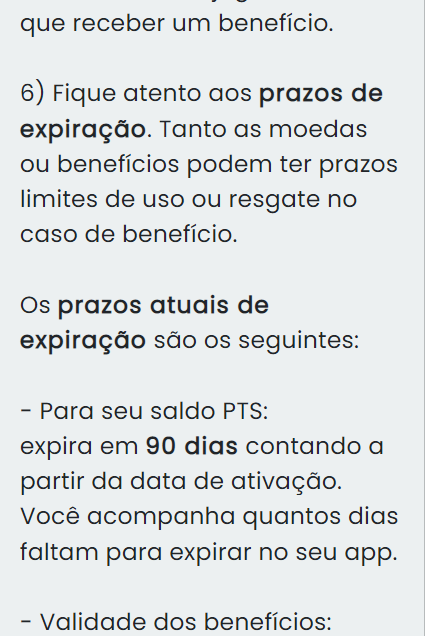 que receber um benefício.
6) Fique atento aos prazos de
expiração. Tanto as moedas
ou benefícios podem ter prazos
limites de uso ou resgate no
caso de benefício.
Os prazos atuais de
expiração são os seguintes:
- Para seu saldo PTS:
expira em 90 dias contando a
partir da data de ativação.
Você acompanha quantos dias
faltam para expirar no seu app.
- Validade dos benefícios: